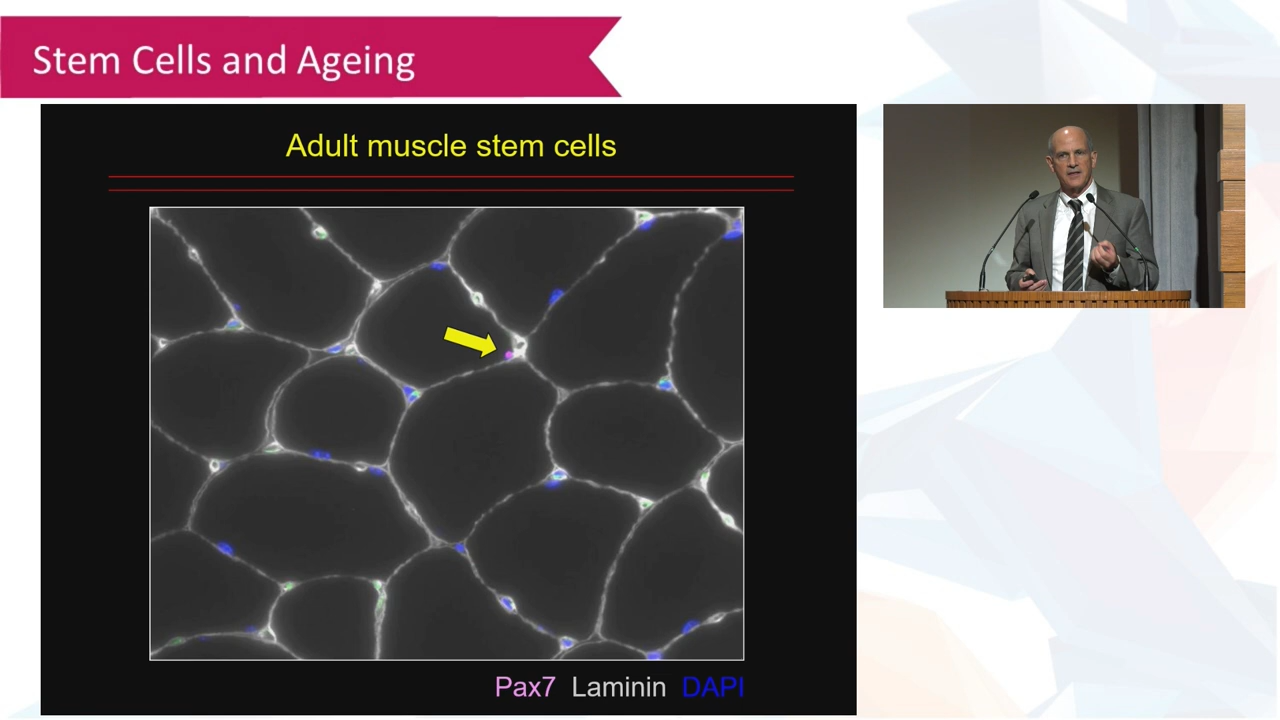 Stem Cells and Ageing
Adult muscle stem cells
Pax7 Laminin DAPI